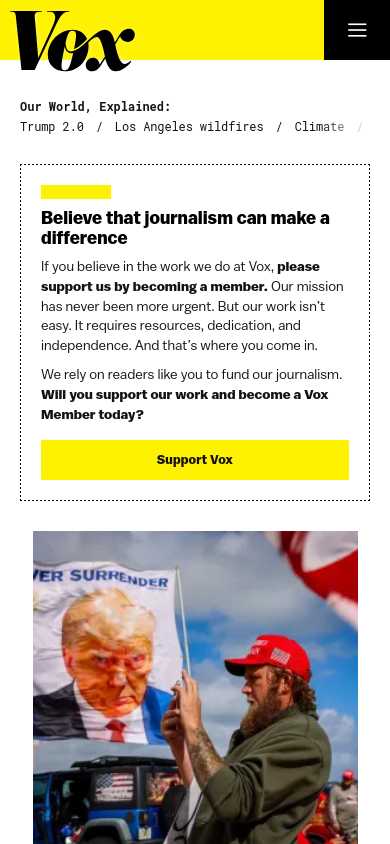 Vox
Our World, Explained:
Trump 2.0 / Los Angeles wildfires / Climate /
Believe that journalism can make a
difference
If you believe in the work we do at Vox, please
support us by becoming a member. Our mission
has never been more urgent. But our work isn't
easy. It requires resources, dedication, and
independence. And that's where you come in.
We rely on readers like you to fund our journalism.
Will you support our work and become a Vox
Member today?
Support Vox
VER SURRENDER